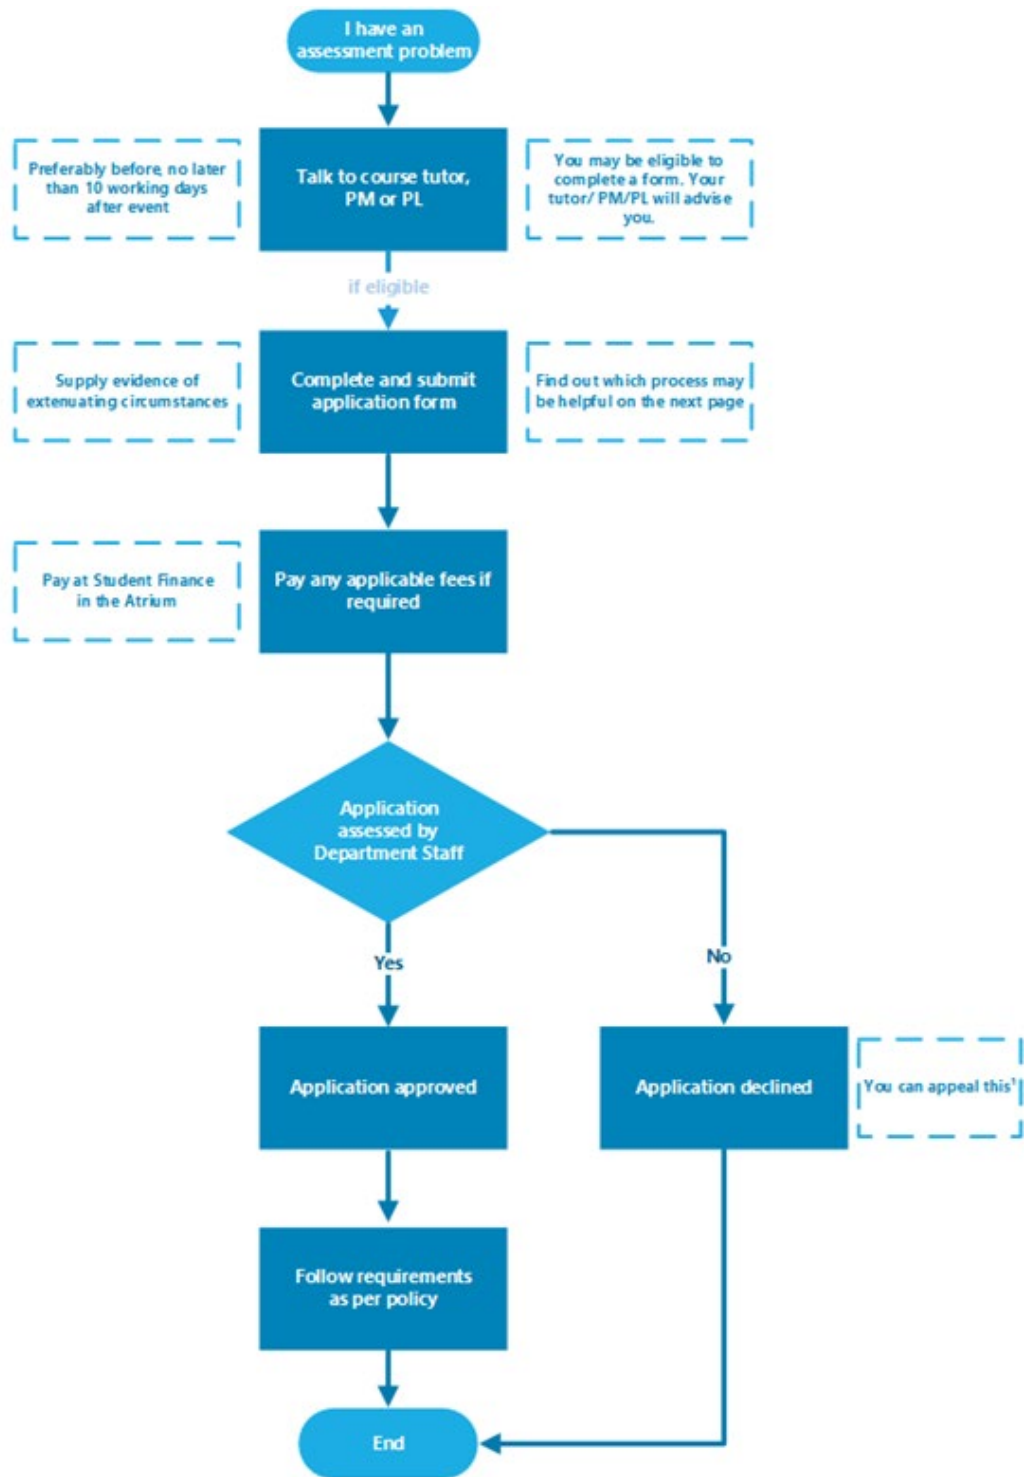 I have an
assessment problem
Preferably before, no later
than 10 working days
after event
Talk to course tutor,
PM or PL
You may be eligible to
complete a form. Your
tutor/ PM/PL will advise
you.
if eligible
Supply evidence of
extenuating circumstances
Complete and submit
application form
Find out which process may
be helpful on the next page
Pay at Student Finance
in the Atrium
Pay any applicable fees if
required
Application
assessed by
Department Staff
Yes
No
Application approved
Application declined
You can appeal this¹
Follow requirements
as per policy
End